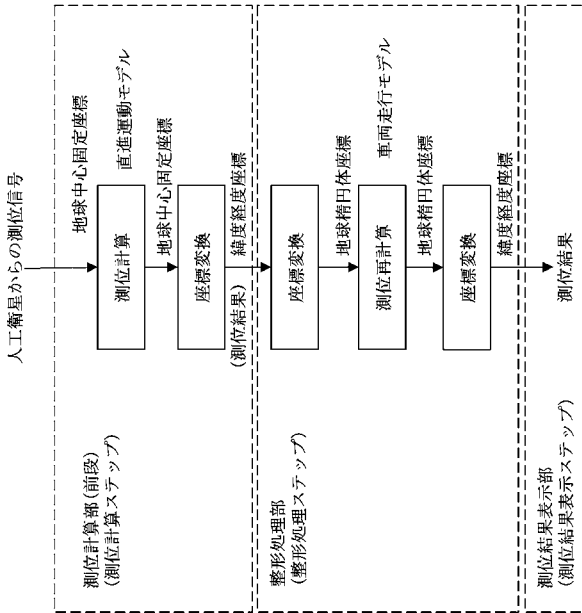 人工衛星からの測位信号
地球中心固定座標
測位計算
直進運動モデル
地球中心固定座標
座標変換
緯度経度座標
(測位結果)
測位計算部(前段)
(測位計算ステップ)
座標変換
地球楕円体座標
測位再計算
車両走行モデル
地球楕円体座標
座標変換
緯度経度座標
整形処理部
(整形処理ステップ)
測位結果
測位結果表示部
(測位結果表示ステップ)